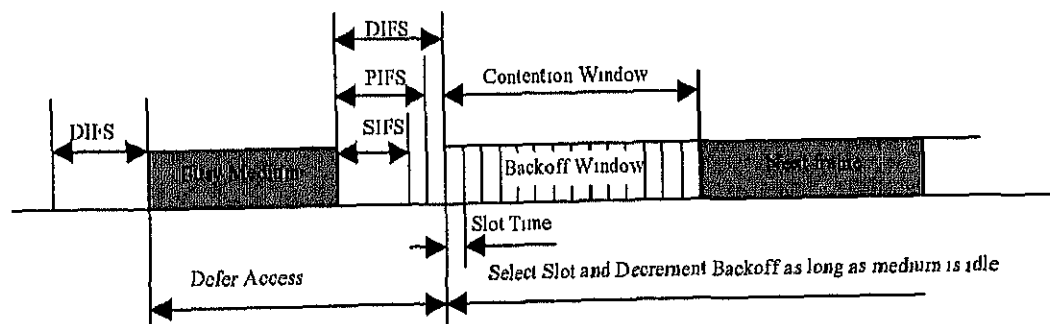 DIFS
PIFS
Contention Window
DIFS
SIFS
Busy Medium
Backoff Window
Next frame
Slot Time
Defer Access
Select Slot and Decrement Backoff as long as medium is idle